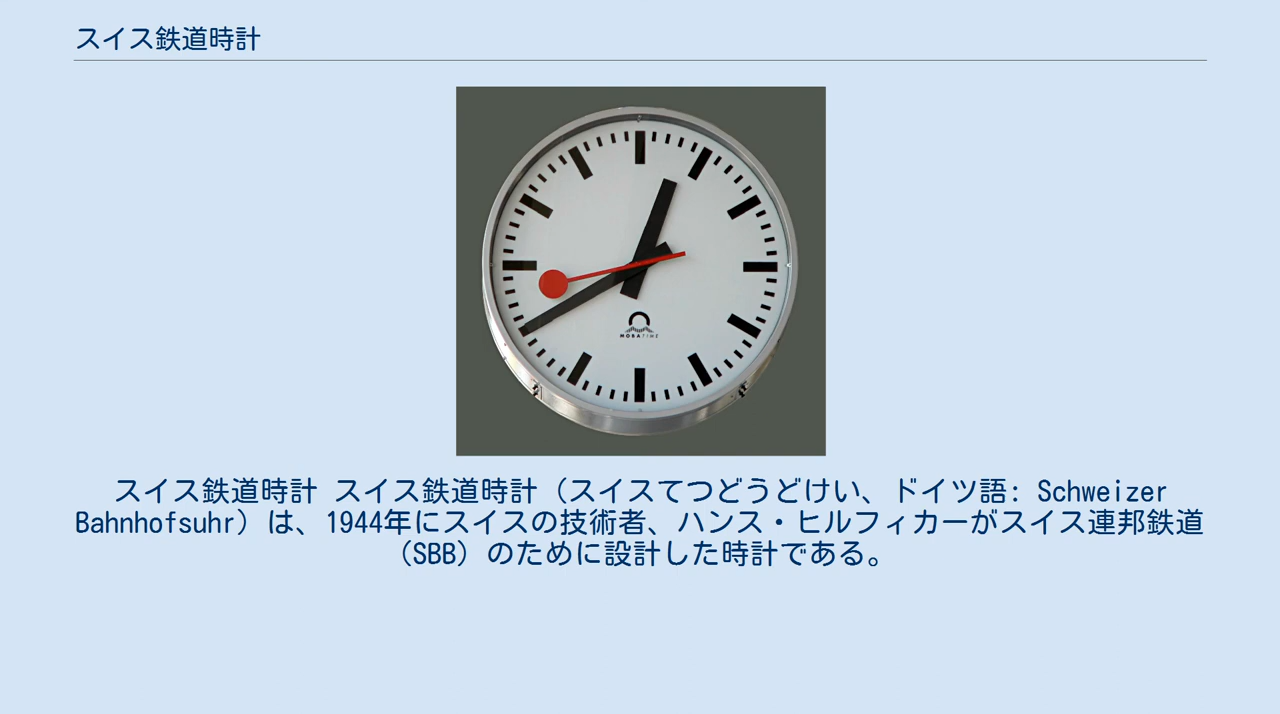 スイス鉄道時計
MOBATIME
スイス鉄道時計 スイス鉄道時計（スイスてつどうどけい、ドイツ語: Schweizer
Bahnhofsuhr）は、1944年にスイスの技術者、ハンス・ヒルフィカーがスイス連邦鉄道
（SBB）のために設計した時計である。